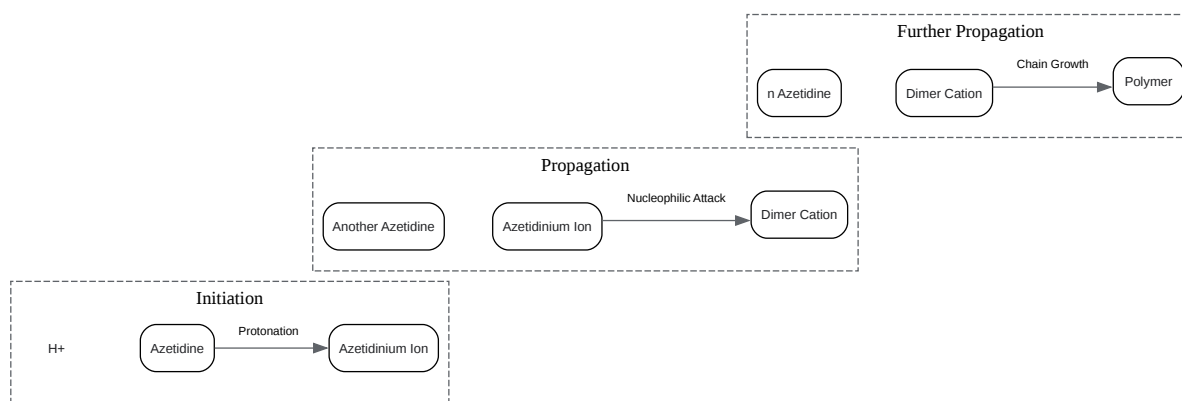 Further Propagation
Chain Growth
n Azetidine
Dimer Cation
Polymer
Propagation
Nucleophilic Attack
Another Azetidine
Azetidinium Ion
Dimer Cation
Initiation
Protonation
H+
Azetidine
Azetidinium Ion